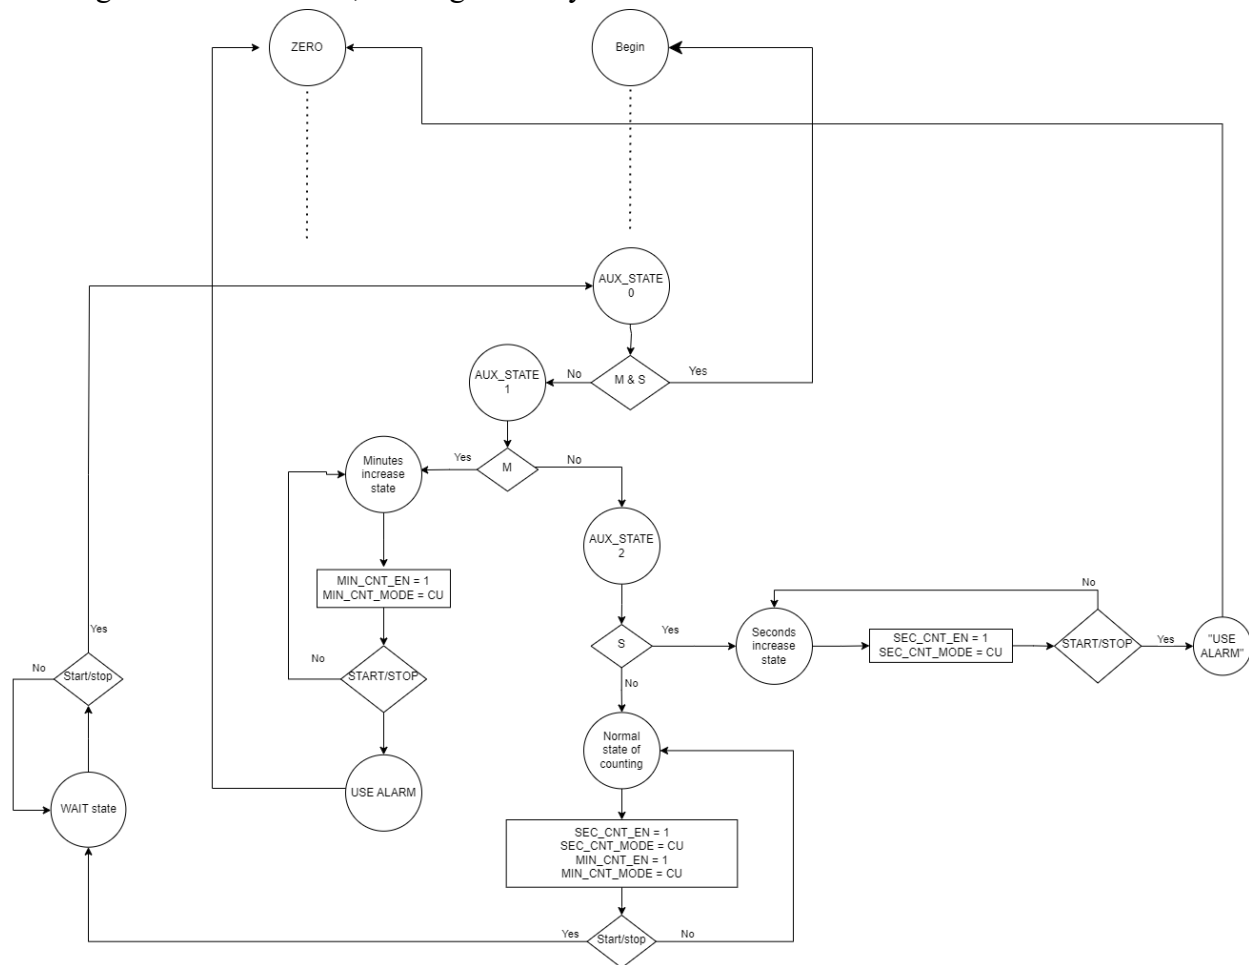 ZERO
Begin
AUX_STATE
0
M & S
No
Yes
AUX_STATE
1
M
Yes
No
Minutes
increase
state
MIN_CNT_EN = 1
MIN_CNT_MODE = CU
START/STOP
No
USE ALARM
AUX_STATE
2
S
Yes
No
Seconds
increase
state
SEC_CNT_EN = 1
SEC_CNT_MODE = CU
START/STOP
No
Yes
"USE
ALARM"
Normal
state of
counting
SEC_CNT_EN = 1
SEC_CNT_MODE = CU
MIN_CNT_EN = 1
MIN_CNT_MODE = CU
Start/stop
Yes
No
WAIT state
Start/stop
No
Yes